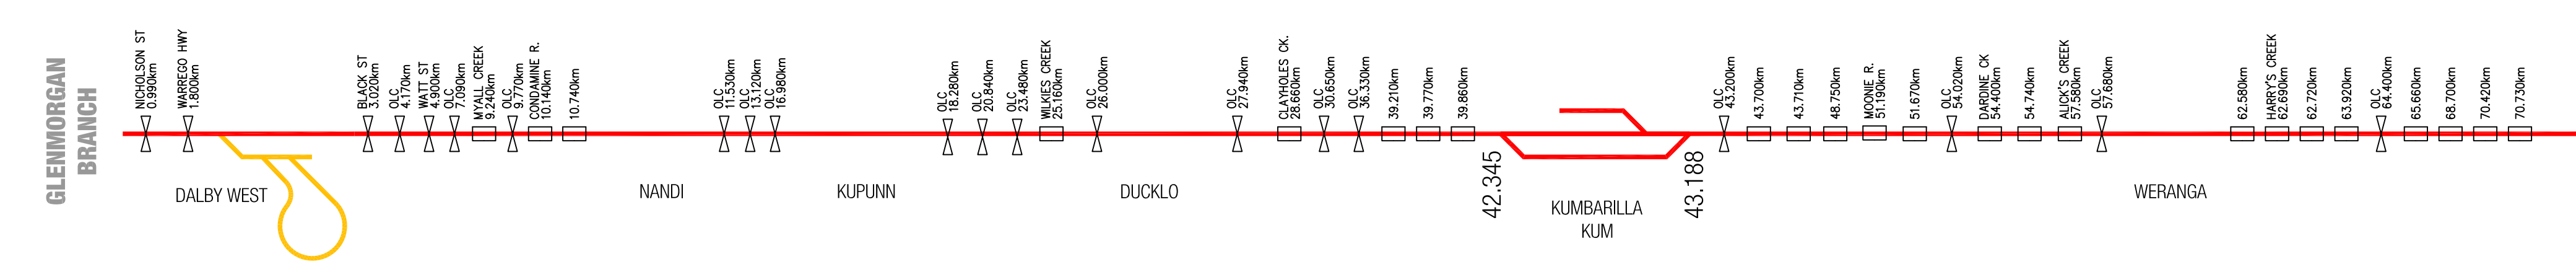 GLENMORGAN
BRANCH
NICHOLSON ST
0.990km
WARREGO HWY
1.800km
DALBY WEST
BLACK ST
3.020km
OLC
4.170km
WATT ST
4.900km
OLC
7.090km
MYALL CREEK
9.240km
OLC
9.770km
CONDAMINE R.
10.140km
10.740km
NANDI
OLC
11.530km
OLC
13.120km
OLC
16.980km
KUPUNN
OLC
18.280km
OLC
20.840km
OLC
23.480km
WILKIES CREEK
25.160km
OLC
26.000km
DUCKLO
OLC
27.940km
CLAYHOLES CK.
28.660km
OLC
30.650km
OLC
36.330km
39.210km
39.770km
39.860km
42.345
KUMBARILLA
KUM
43.188
OLC
43.200km
43.700km
43.710km
48.750km
MOONIE R.
51.190km
51.670km
OLC
54.020km
DARDINE CK
54.400km
54.740km
ALICK'S CREEK
57.580km
OLC
57.680km
WERANGA
62.580km
HARRY'S CREEK
62.690km
62.720km
63.920km
OLC
64.400km
65.660km
68.700km
70.420km
70.730km